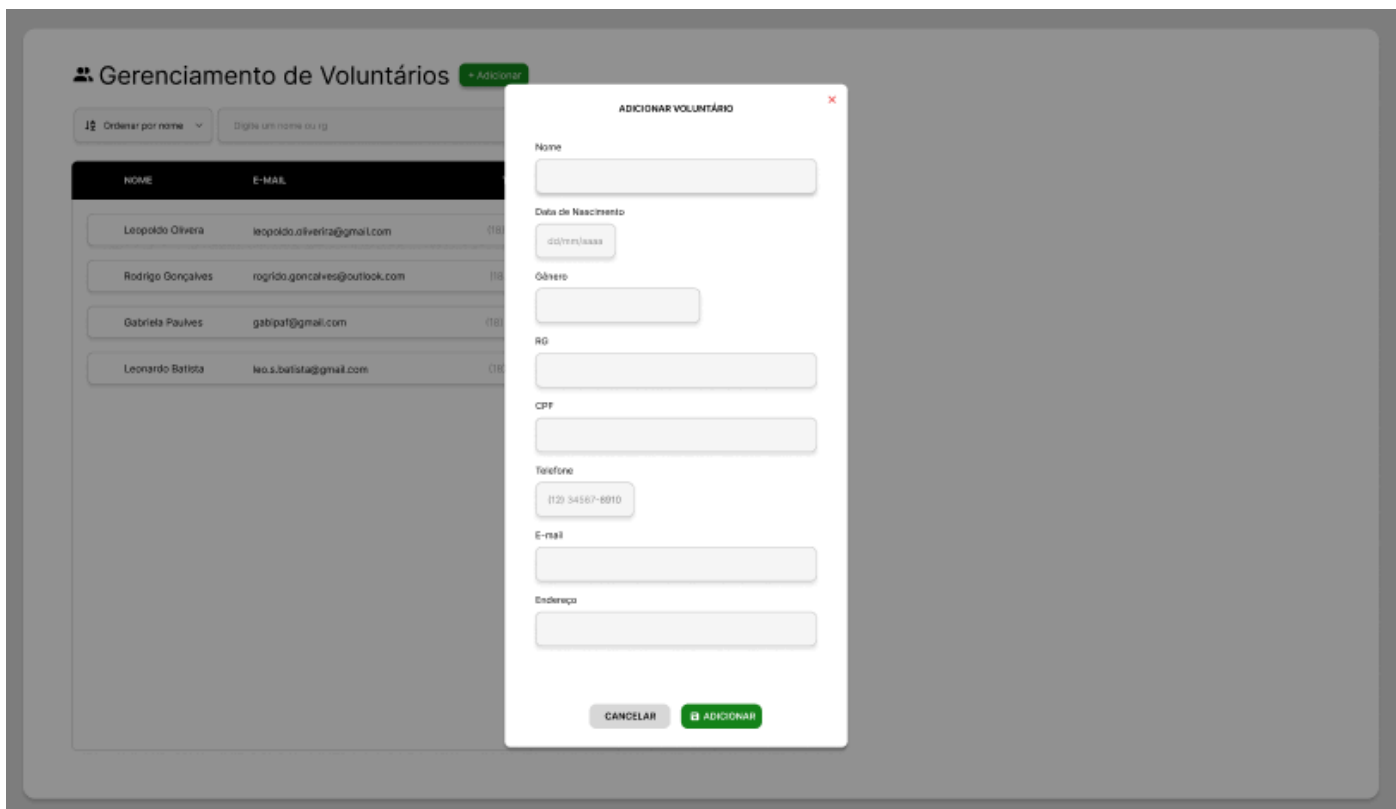 Gerenciamento de Voluntários + Adicionar
Ordenar por nome
Digite um nome ou rg
NOME E-MAIL
Leopoldo Olivera leopoldo.oliverira@gmail.com
Rodrigo Gonçalves rogrido.goncalves@outlook.com
Gabriela Paulves gabipaf@gmail.com
Leonardo Batista leo.s.batista@gmail.com
ADICIONAR VOLUNTÁRIO
Nome
Data de Nascimento
dd/mm/aaaa
Gênero
RG
CPF
Telefone
(12) 34567-8910
E-mail
Endereço
CANCELAR ADICIONAR